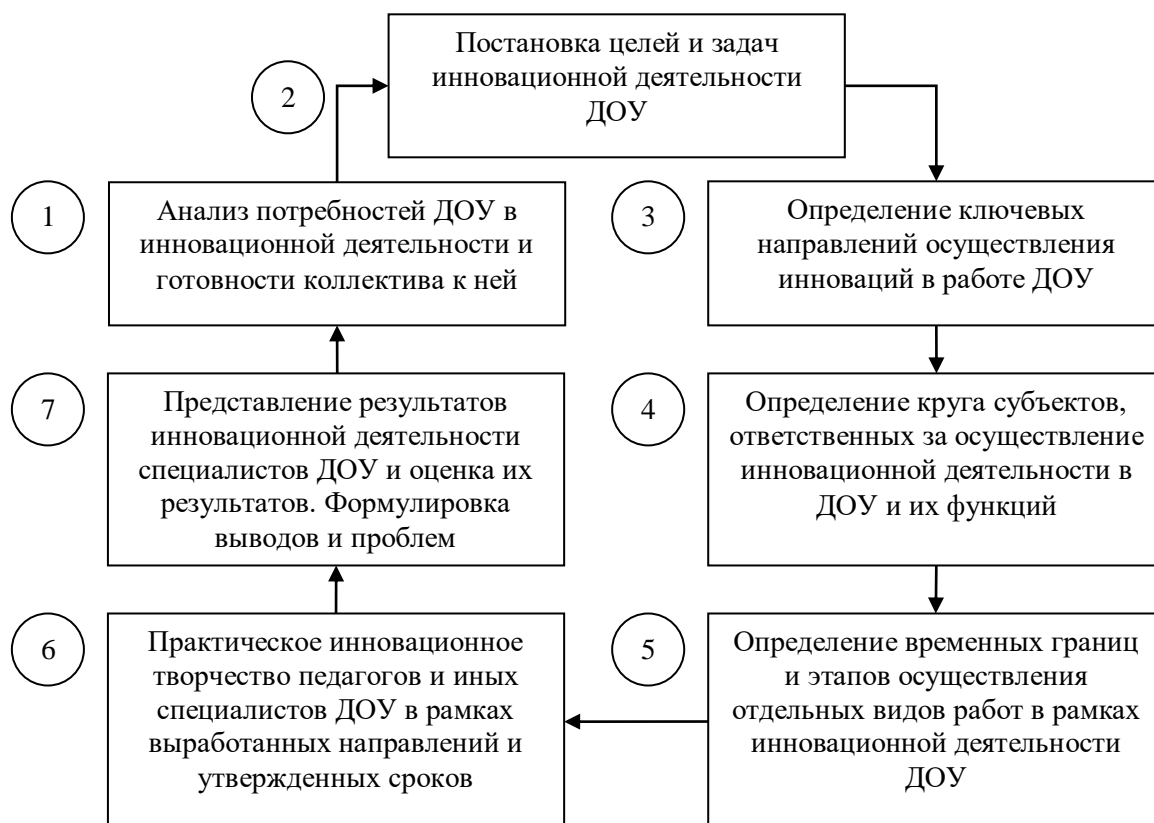 2
Постановка целей и задач
инновационной деятельности
ДОУ
1
Анализ потребностей ДОУ в
инновационной деятельности и
готовности коллектива к ней
3
Определение ключевых
направлений осуществления
инноваций в работе ДОУ
7
Представление результатов
инновационной деятельности
специалистов ДОУ и оценка их
результатов. Формулировка
выводов и проблем
4
Определение круга субъектов,
ответственных за осуществление
инновационной деятельности в
ДОУ и их функций
6
Практическое инновационное
творчество педагогов и иных
специалистов ДОУ в рамках
выработанных направлений и
утвержденных сроков
5
Определение временных границ
и этапов осуществления
отдельных видов работ в рамках
инновационной деятельности
ДОУ